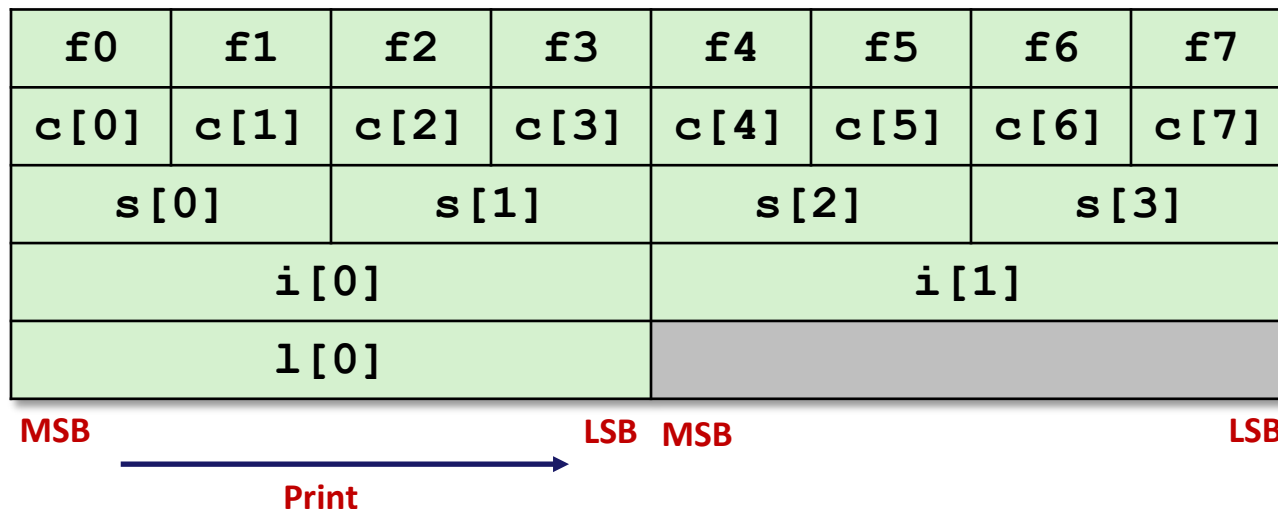 f0 f1 f2 f3 f4 f5 f6 f7
c[0] c[1] c[2] c[3] c[4] c[5] c[6] c[7]
s[0] s[1] s[2] s[3]
i[0] i[1]
l[0]
MSB LSB MSB LSB
Print